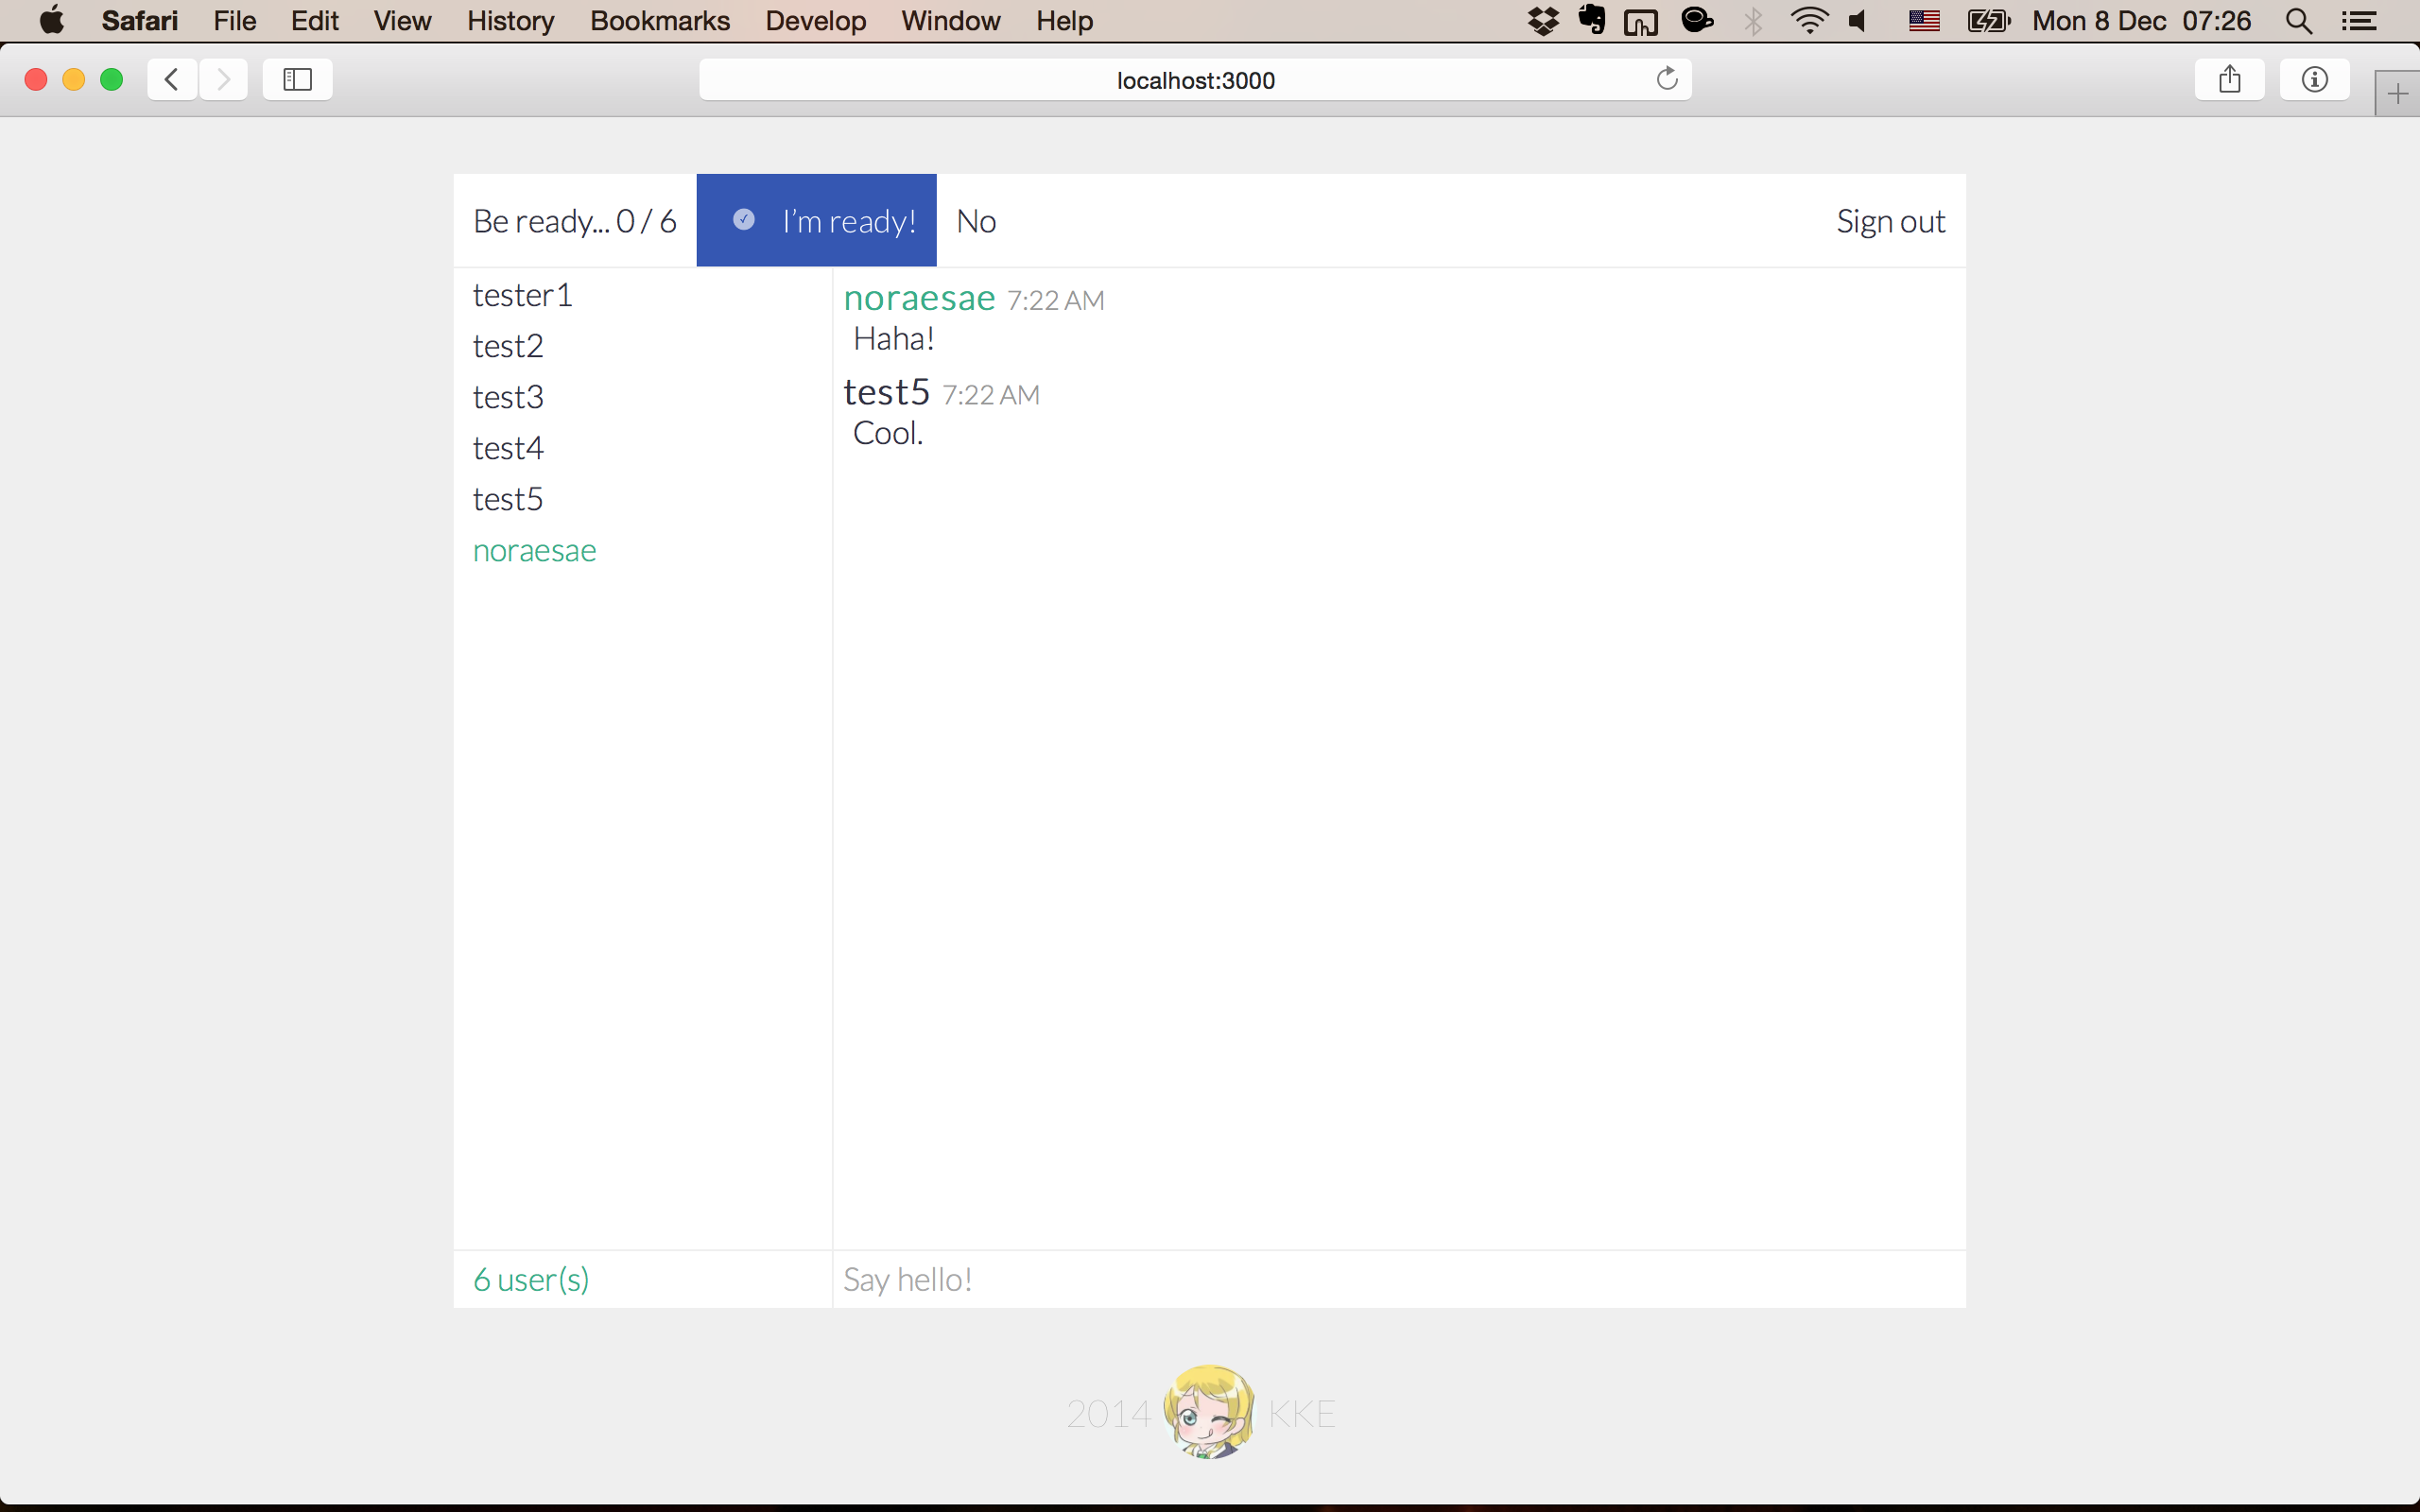 Safari File Edit View History Bookmarks Develop Window Help Mon 8 Dec 07:26
localhost:3000
Be ready... 0 / 6 I'm ready! No Sign out
tester1
test2
test3
test4
test5
noraesae
noraesae 7:22 AM
Haha!
test5 7:22 AM
Cool.
6 user(s)
Say hello!
2014 KKE